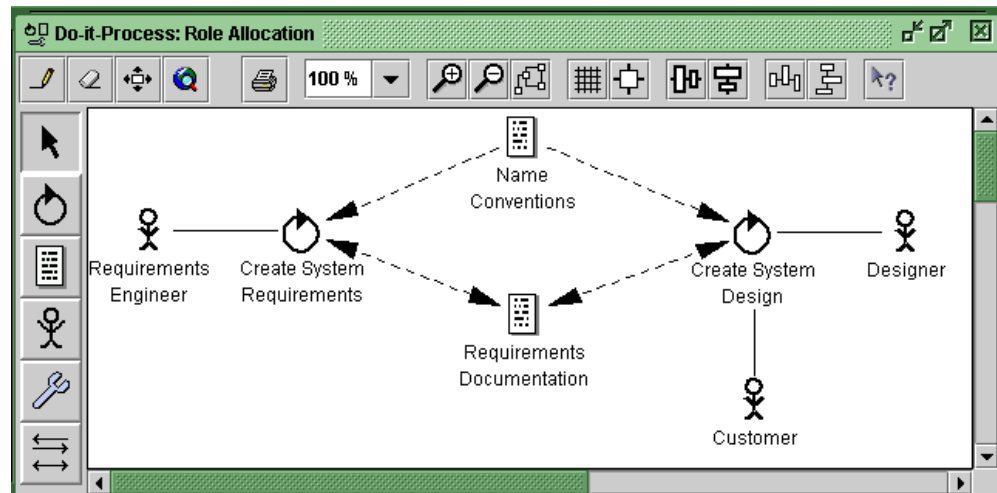 Do-it-Process: Role Allocation
100 %
?
Name
Conventions
Requirements
Engineer
Create System
Requirements
Create System
Design
Designer
Requirements
Documentation
Customer